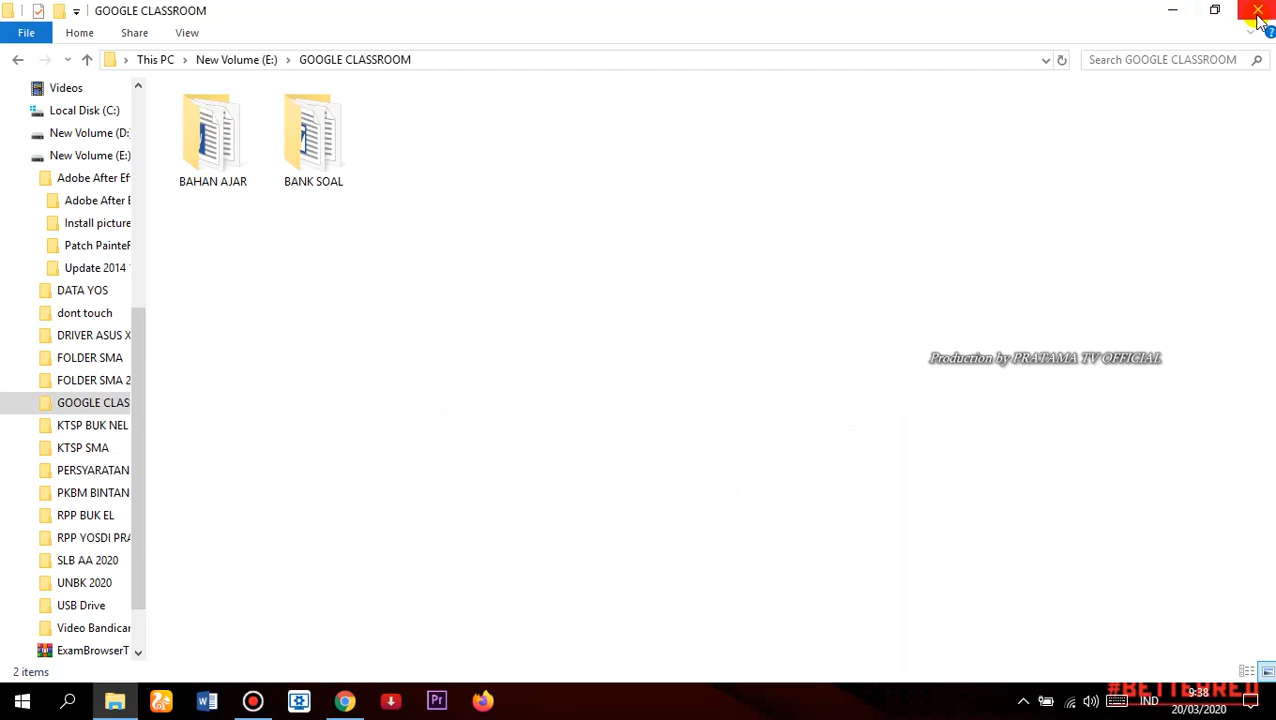 GOOGLE CLASSROOM
File Home Share View
This PC New Volume (E:) GOOGLE CLASSROOM Search GOOGLE CLASSROOM
Videos
Local Disk (C:)
New Volume (D:
New Volume (E:)
Adobe After Ef
Adobe After E
Install picture
Patch PainteF
Update 2014
DATA YOS
dont touch
DRIVER ASUS X
FOLDER SMA
FOLDER SMA 2
GOOGLE CLAS
KTSP BUK NEL
KTSP SMA
PERSYARATAN
PKBM BINTANG
RPP BUK EL
RPP YOSDI PRA
SLB AA 2020
UNBK 2020
USB Drive
Video Bandicar
ExamBrowserT
BAHAN AJAR BANK SOAL
Production by PRATAMA TV OFFICIAL
2 items
#BETTERRED
IND
9:38
20/03/2020